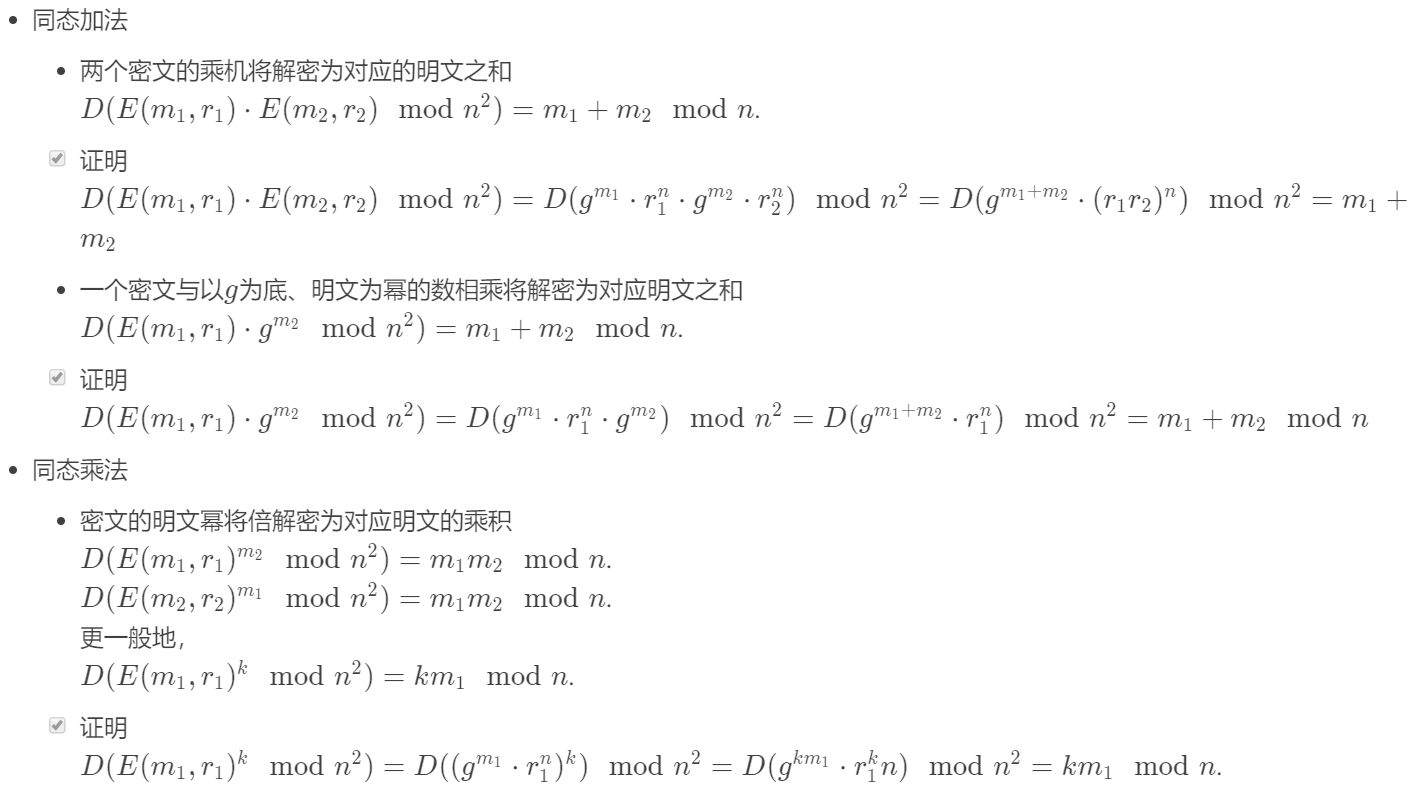 同态加法
两个密文的乘机将解密为对应的明文之和
$D(E(m_1, r_1) \cdot E(m_2, r_2) \mod n^2) = m_1 + m_2 \mod n.$
证明
$D(E(m_1, r_1) \cdot E(m_2, r_2) \mod n^2) = D(g^{m_1} \cdot r_1^n \cdot g^{m_2} \cdot r_2^n) \mod n^2 = D(g^{m_1+m_2} \cdot (r_1 r_2)^n) \mod n^2 = m_1 +$
$m_2$
一个密文与以$g$为底、明文为幂的数相乘将解密为对应明文之和
$D(E(m_1, r_1) \cdot g^{m_2} \mod n^2) = m_1 + m_2 \mod n.$
证明
$D(E(m_1, r_1) \cdot g^{m_2} \mod n^2) = D(g^{m_1} \cdot r_1^n \cdot g^{m_2}) \mod n^2 = D(g^{m_1+m_2} \cdot r_1^n) \mod n^2 = m_1 + m_2 \mod n$
同态乘法
密文的明文幂将倍解密为对应明文的乘积
$D(E(m_1, r_1)^{m_2} \mod n^2) = m_1 m_2 \mod n.$
$D(E(m_2, r_2)^{m_1} \mod n^2) = m_1 m_2 \mod n.$
更一般地，
$D(E(m_1, r_1)^k \mod n^2) = k m_1 \mod n.$
证明
$D(E(m_1, r_1)^k \mod n^2) = D((g^{m_1} \cdot r_1^n)^k) \mod n^2 = D(g^{k m_1} \cdot r_1^k n) \mod n^2 = k m_1 \mod n.$